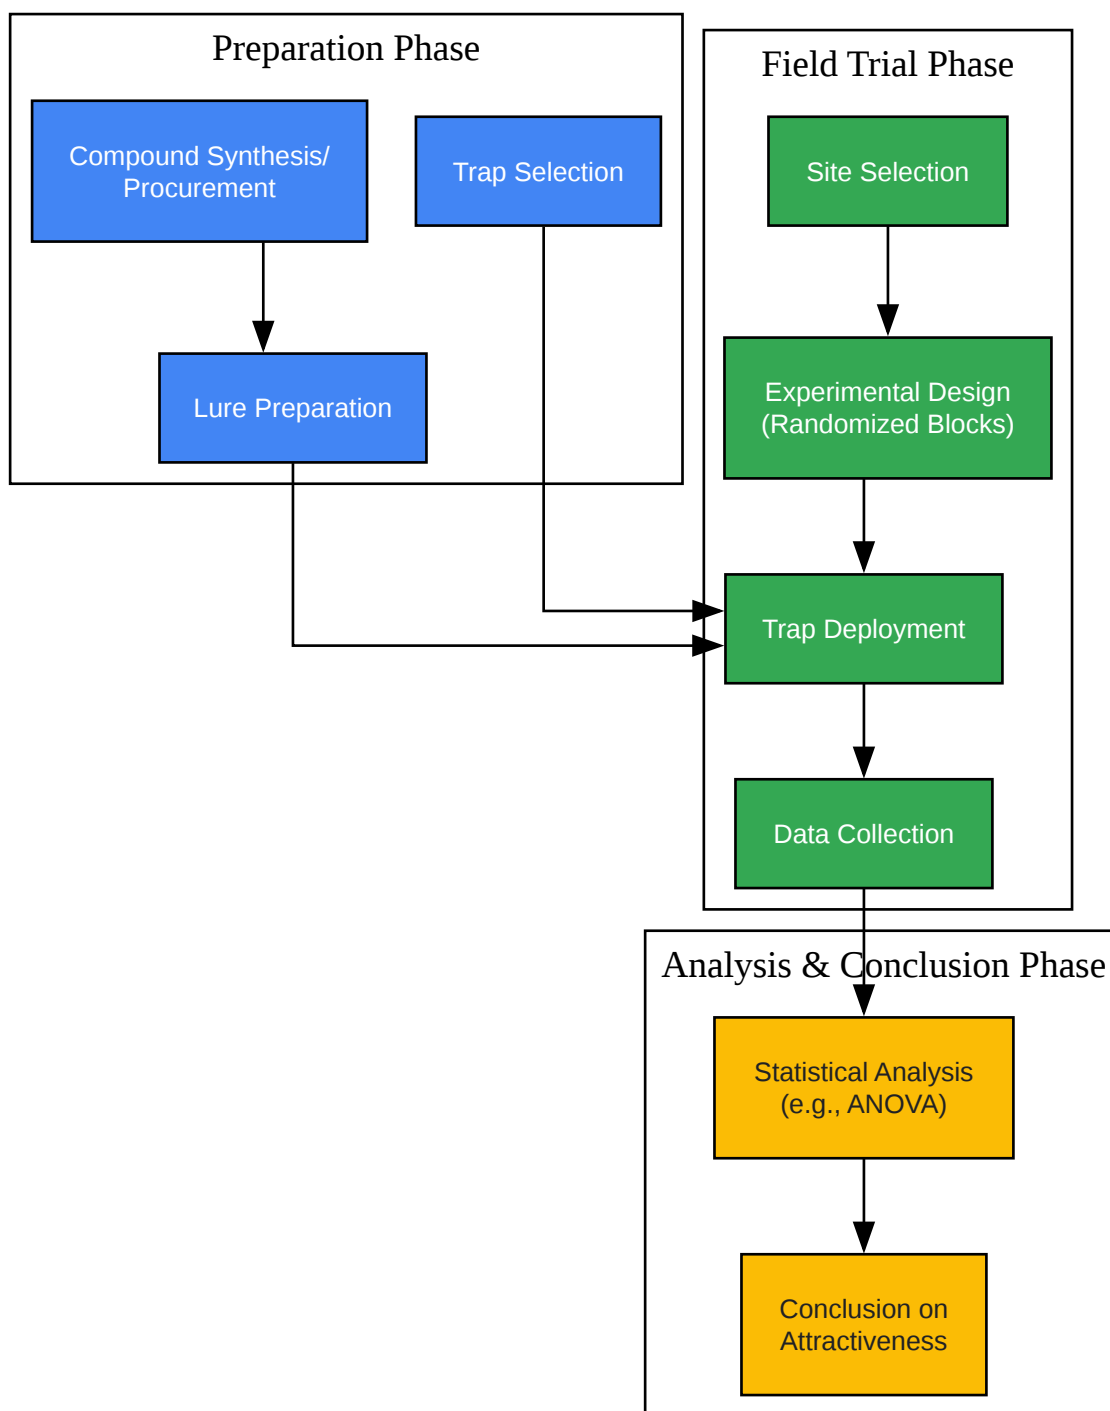 Preparation Phase
Compound Synthesis/
Procurement
Trap Selection
Lure Preparation
Field Trial Phase
Site Selection
Experimental Design
(Randomized Blocks)
Trap Deployment
Data Collection
Analysis & Conclusion Phase
Statistical Analysis
(e.g., ANOVA)
Conclusion on
Attractiveness